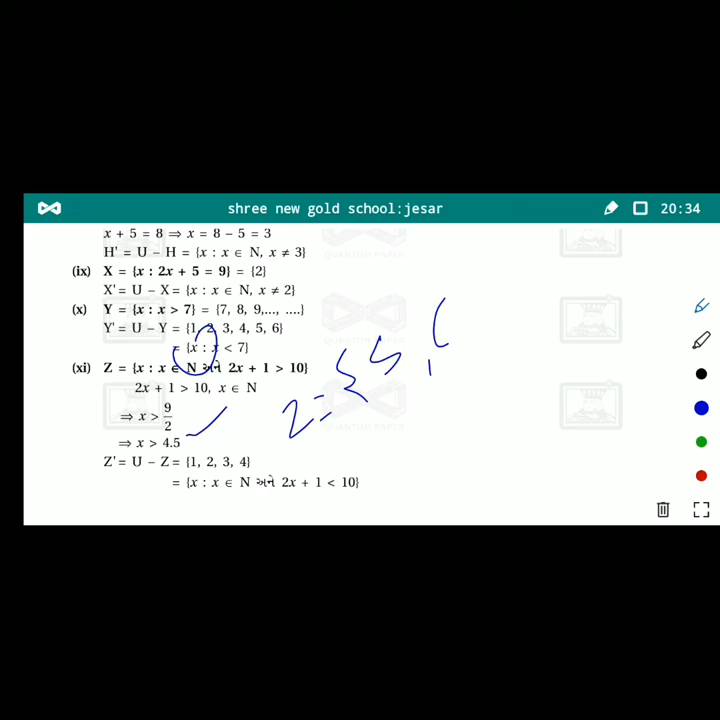 shree new gold school:jesar 20:34
x + 5 = 8 ⇒ x = 8 − 5 = 3
H' = U − H = {x : x ∈ N, x ≠ 3}
(ix) X = {x : 2x + 5 = 9} = {2}
X' = U − X = {x : x ∈ N, x ≠ 2}
(x) Y = {x : x > 7} = {7, 8, 9,..., ....}
Y' = U − Y = {1, 2, 3, 4, 5, 6}
= {x : x < 7}
(xi) Z = {x : x ∈ N અને 2x + 1 > 10}
2x + 1 > 10, x ∈ N
⇒ x > 9/2
⇒ x > 4.5
Z' = U − Z = {1, 2, 3, 4}
= {x : x ∈ N અને 2x + 1 < 10}
QUANTUM PAPER